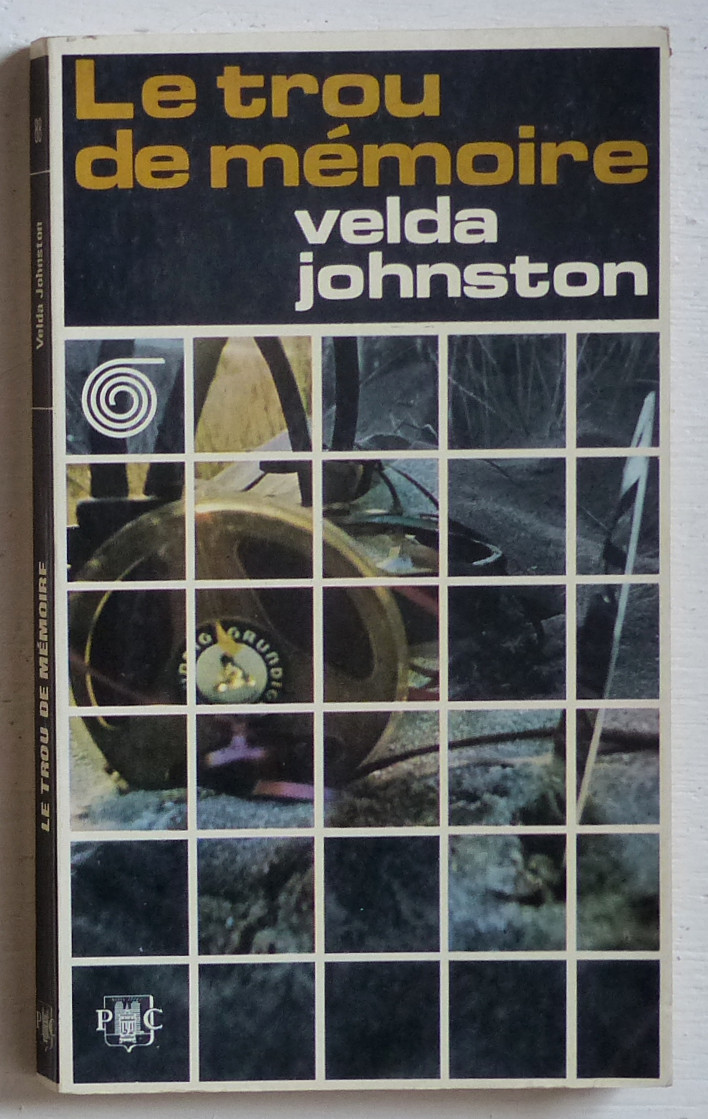 Le trou
de mémoire
velda
johnston
Velda Johnston
LE TROU DE MÉMOIRE
GRUNDIG
P C
P C